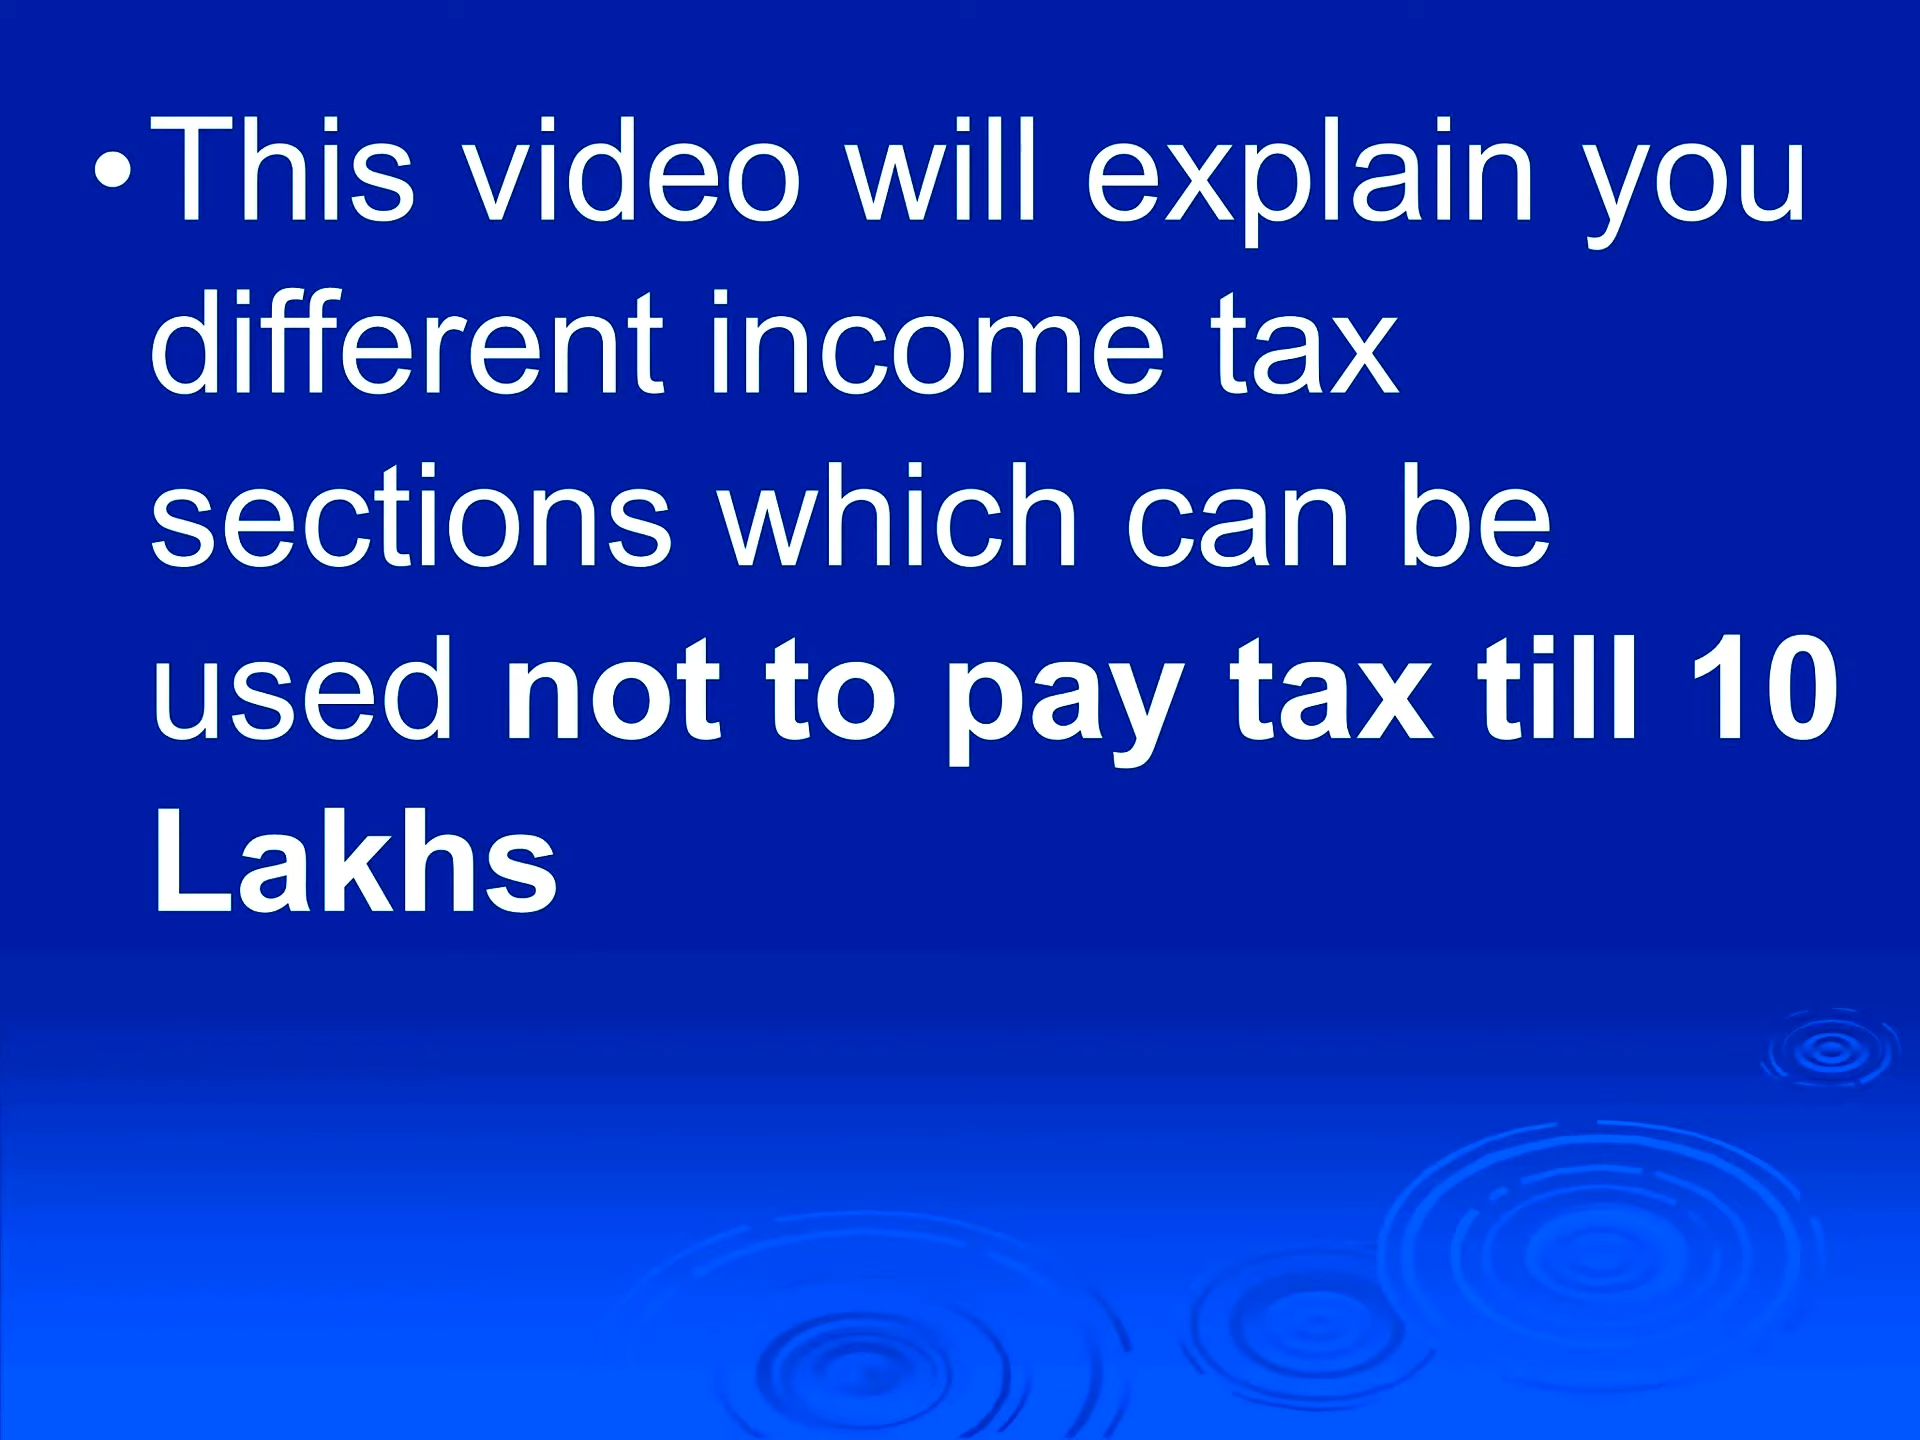 •This video will explain you
different income tax
sections which can be
used not to pay tax till 10
Lakhs